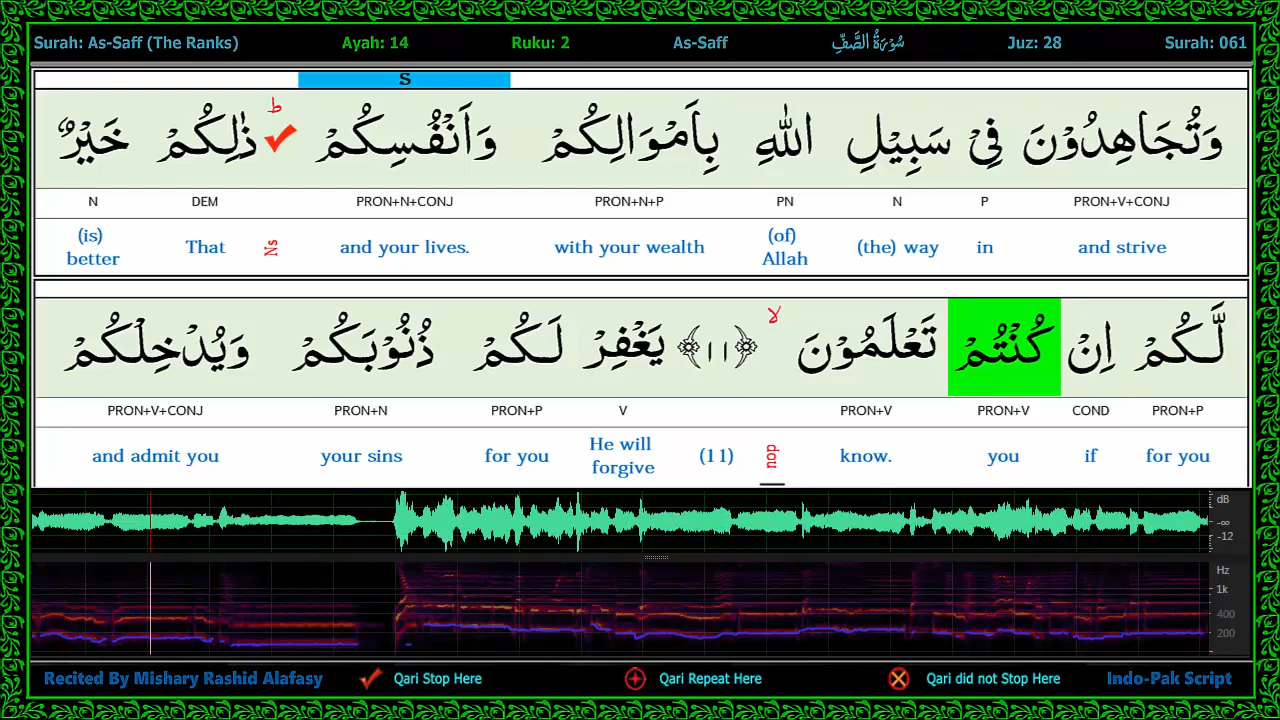 Surah: As-Saff (The Ranks) Ayah: 14 Ruku: 2 As-Saff سُوْرَةُ الصَّفِّ Juz: 28 Surah: 061
S
وَتُجَاهِدُوْنَ فِيْ سَبِيْلِ اللّٰهِ بِاَمْوَالِكُمْ وَاَنْفُسِكُمْ ؕ ذٰلِكُمْ خَيْرٌ
N DEM PRON+N+CONJ PRON+N+P PN N P PRON+V+CONJ
(is) better That Ns and your lives. with your wealth (of) Allah (the) way in and strive
لَّكُمْ اِنْ كُنْتُمْ تَعْلَمُوْنَ ۙ ﴿١١﴾ يَغْفِرْ لَكُمْ ذُنُوْبَكُمْ وَيُدْخِلْكُمْ
PRON+V+CONJ PRON+N PRON+P V PRON+V PRON+V COND PRON+P
and admit you your sins for you He will forgive (11) nop know. you if for you
dB
-∞
-12
Hz
1k
400
200
Recited By Mishary Rashid Alafasy Qari Stop Here Qari Repeat Here Qari did not Stop Here Indo-Pak Script